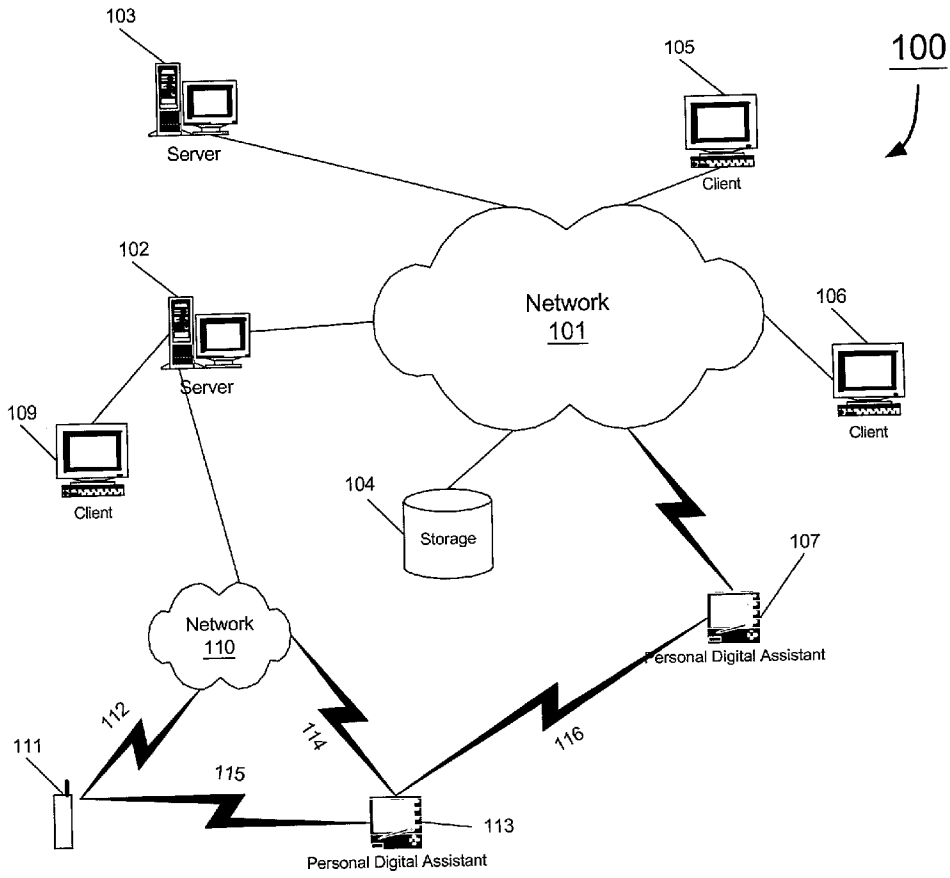 103
105
100
Server
Client
102
Network
101
106
Server
109
Client
104
Storage
Client
107
Network
110
Personal Digital Assistant
112
114
116
111
115
113
Personal Digital Assistant